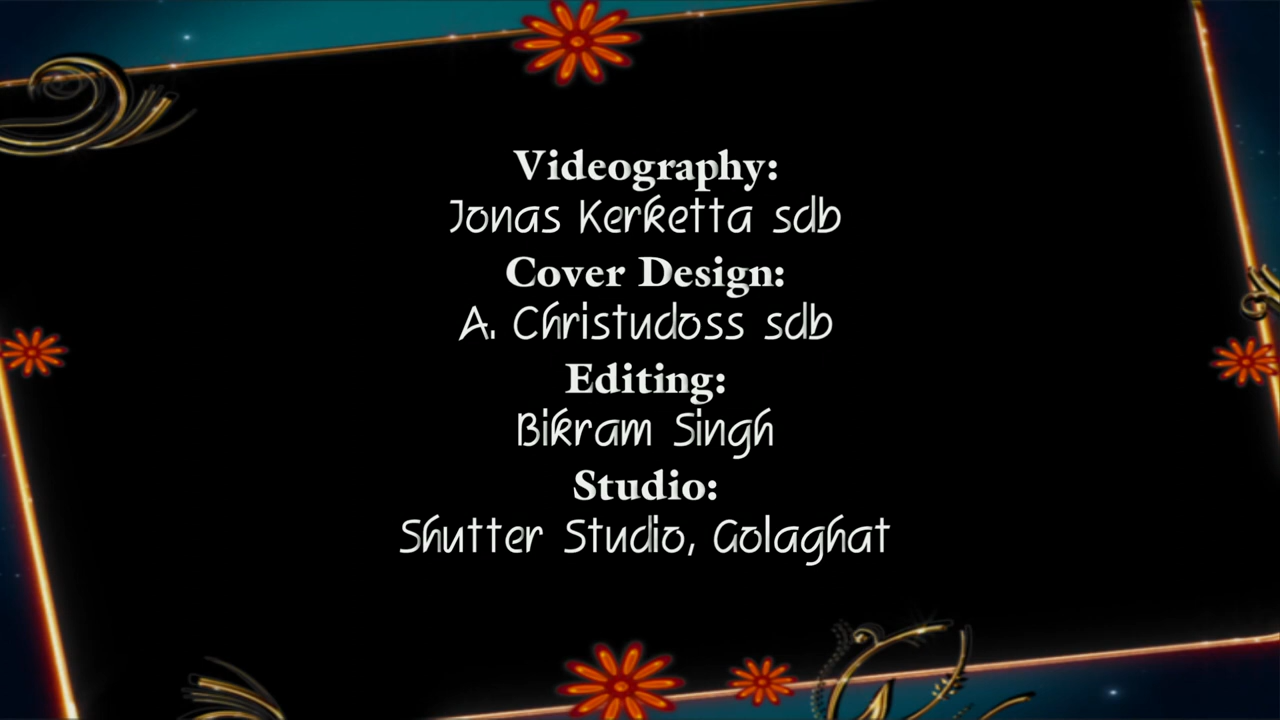 Videography:
Jonas Kerketta sdb
Cover Design:
A. Christudoss sdb
Editing:
Bikram Singh
Studio:
Shutter Studio, Golaghat